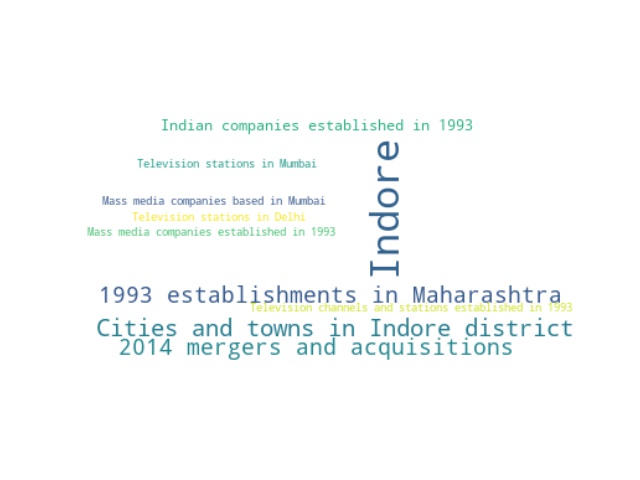 Indian companies established in 1993
Indore
Television stations in Mumbai
Mass media companies based in Mumbai
Television stations in Delhi
Mass media companies established in 1993
1993 establishments in Maharashtra
Television channels and stations established in 1993
Cities and towns in Indore district
2014 mergers and acquisitions